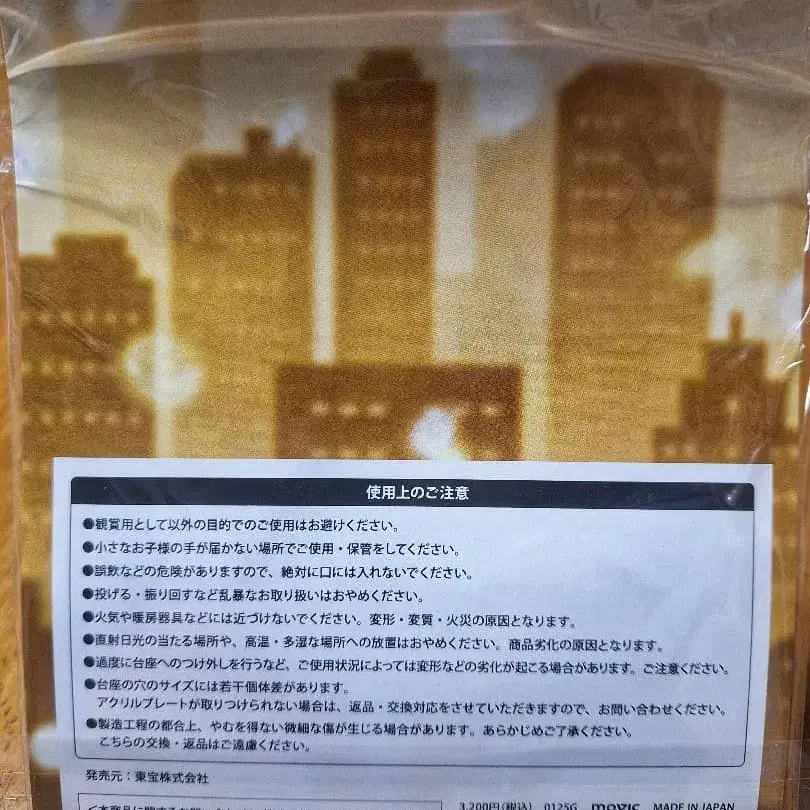 使用上のご注意
●観賞用として以外の目的でのご使用はお避けください。
●小さなお子様の手が届かない場所でご使用・保管をしてください。
●誤飲などの危険がありますので、絶対に口には入れないでください。
●投げる・振り回すなど乱暴なお取り扱いはおやめください。
●火気や暖房器具などには近づけないでください。変形・変質・火災の原因となります。
●直射日光の当たる場所や、高温・多湿な場所への放置はおやめください。商品劣化の原因となります。
●過度に台座へのつけ外しを行うなど、ご使用状況によっては変形などの劣化が起こる場合があります。ご注意ください。
●台座の穴のサイズには若干個体差があります。
アクリルプレートが取りつけられない場合は、返品・交換対応をさせていただきますので、お問い合わせください。
●製造工程の都合上、やむを得ない微細な傷が生じる場合があります。あらかじめご了承ください。
こちらの交換・返品はご遠慮ください。
発売元：東宝株式会社
3,200円(税込) 0125G movic MADE IN JAPAN